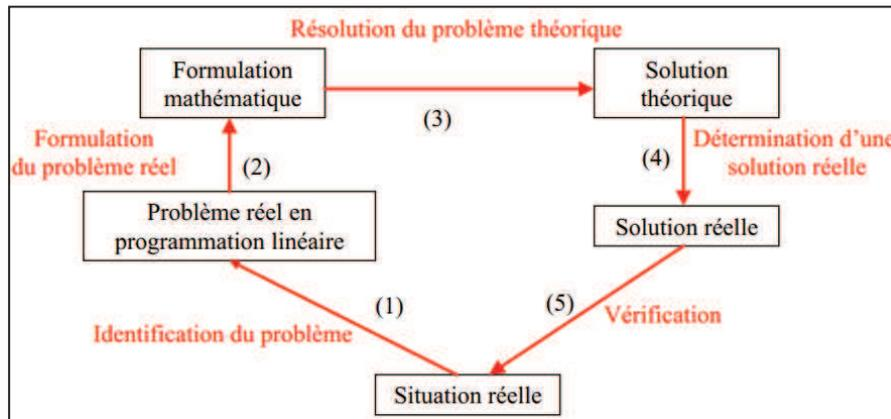 Résolution du problème théorique
Formulation
mathématique
Solution
théorique
(3)
Formulation
du problème réel
(2)
(4)
Détermination d’une
solution réelle
Problème réel en
programmation linéaire
Solution réelle
(1)
(5)
Identification du problème
Vérification
Situation réelle